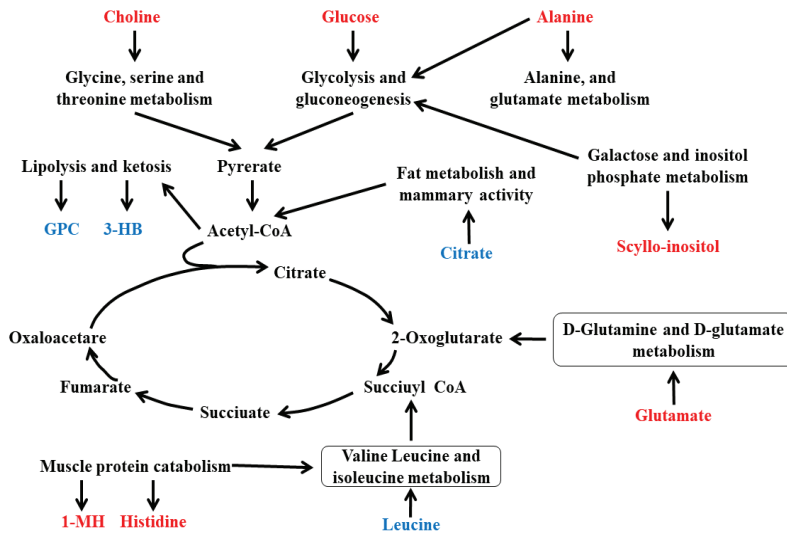 Choline
Glucose
Alanine
Glycine, serine and
threonine metabolism
Glycolysis and
gluconegenesis
Alanine, and
glutamate metabolism
Lipolysis and ketosis
Pyrerate
Fat metabolish and
mammary activity
Galactose and inositol
phosphate metabolism
GPC
3-HB
Acetyl-CoA
Citrate
Scyllo-inositol
Citrate
Oxaloacetare
2-Oxoglutarate
D-Glutamine and D-glutamate
metabolism
Fumarate
Succiuyl CoA
Succiuate
Glutamate
Muscle protein catabolism
Valine Leucine and
isoleucine metabolism
1-MH
Histidine
Leucine